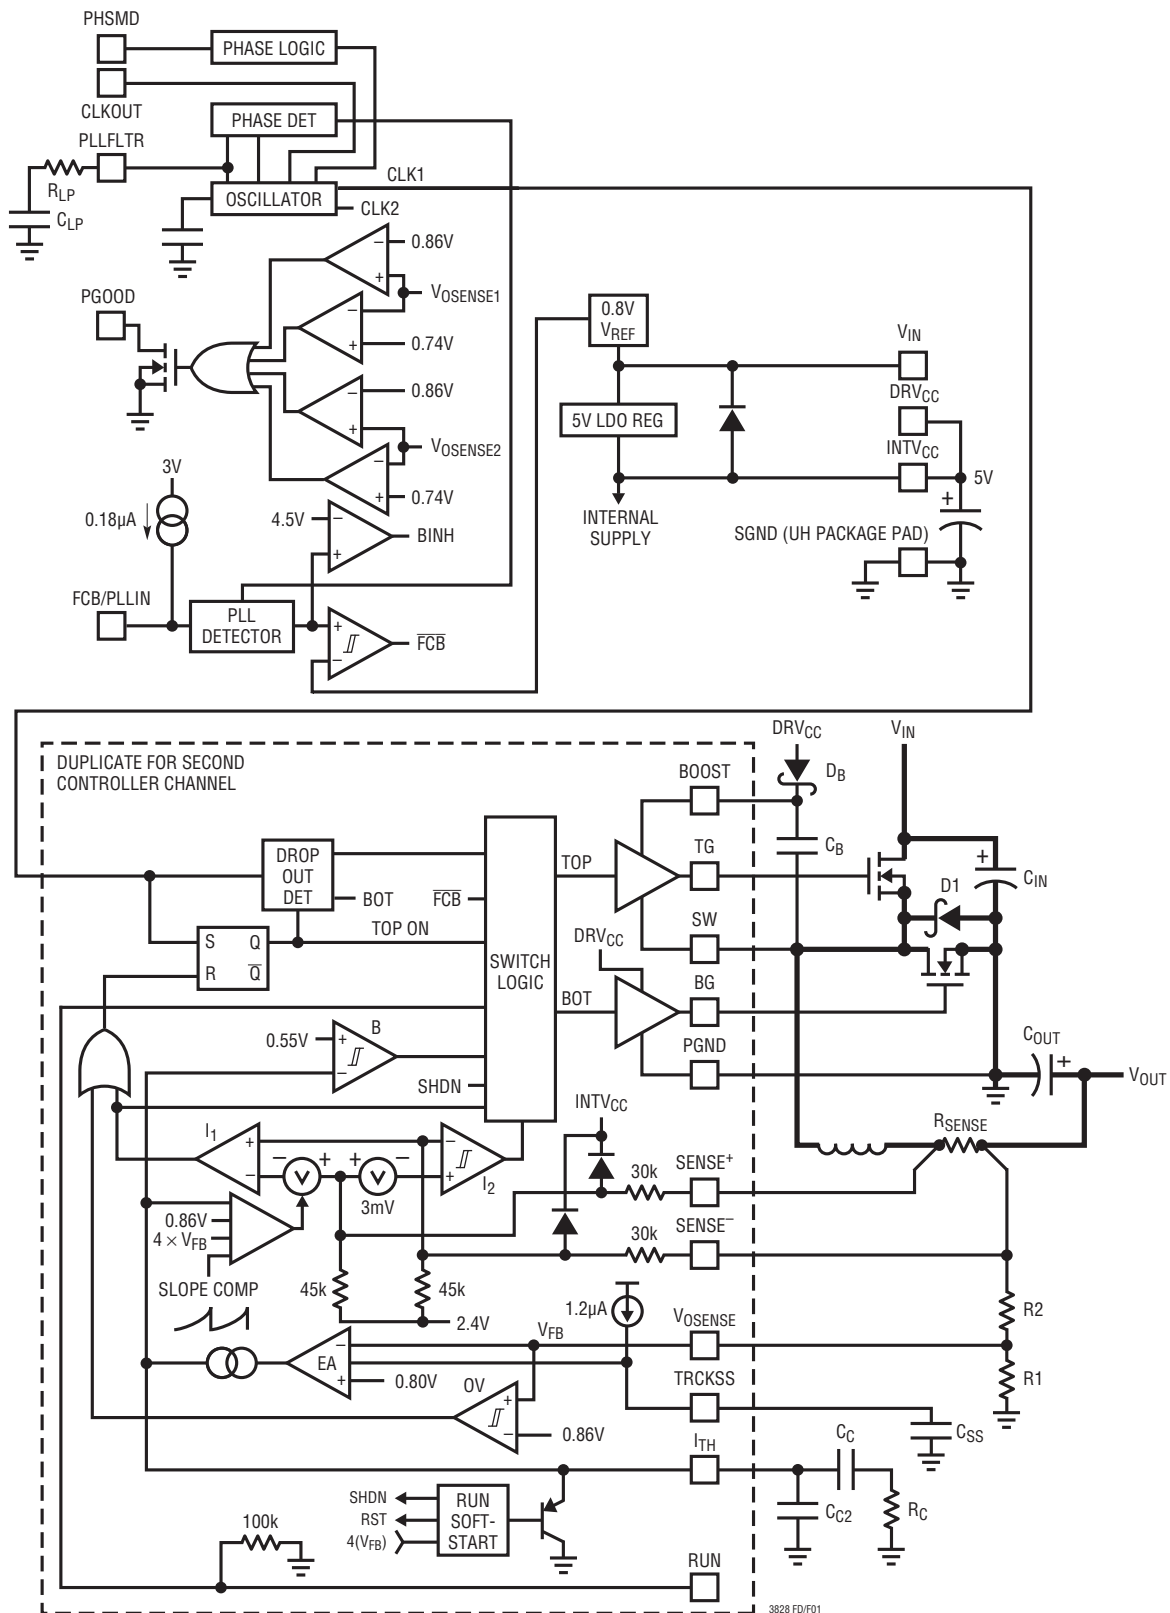 PHSMD
PHASE LOGIC
CLKOUT
PHASE DET
PLLFLTR
CLK1
RLP
OSCILLATOR
CLP
CLK2
− 0.86V
+
VOSENSE1
PGOOD
−
+ 0.74V
0.8V
VREF
VIN
− 0.86V
DRVCC
5V LDO REG
+
VOSENSE2
INTVCC
3V
−
5V
+ 0.74V
+
0.18µA
4.5V −
BINH
INTERNAL
SUPPLY
SGND (UH PACKAGE PAD)
+
FCB/PLLIN
PLL
DETECTOR
+
F̅C̅B̅
−
DUPLICATE FOR SECOND
CONTROLLER CHANNEL
DRVCC
VIN
BOOST
DB
DROP
OUT
DET
TOP
TG
CB
+
CIN
BOT
F̅C̅B̅
D1
S Q
TOP ON
SW
DRVCC
R Q̅
SWITCH
LOGIC
BOT
BG
B
0.55V +
−
PGND
COUT
+
VOUT
SHDN
INTVCC
RSENSE
I1
+
−
− +
+ −
3mV
−
+
I2
30k
SENSE+
0.86V
4 × VFB
30k
SENSE−
SLOPE COMP
45k
45k
2.4V
1.2µA
R2
VFB
VOSENSE
EA
−
+
0.80V
R1
TRCKSS
OV
+
−
0.86V
CSS
ITH
CC
SHDN
RST
4(VFB)
RUN
SOFT-
START
CC2
RC
100k
RUN
3828 FD/F01